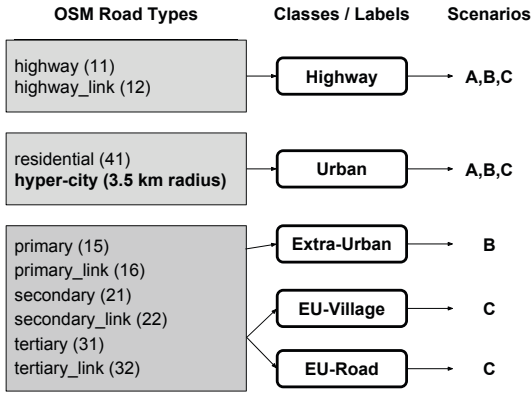 OSM Road Types Classes / Labels Scenarios
highway (11)
highway_link (12)
Highway
A,B,C
residential (41)
hyper-city (3.5 km radius)
Urban
A,B,C
primary (15)
primary_link (16)
secondary (21)
secondary_link (22)
tertiary (31)
tertiary_link (32)
Extra-Urban
B
EU-Village
C
EU-Road
C